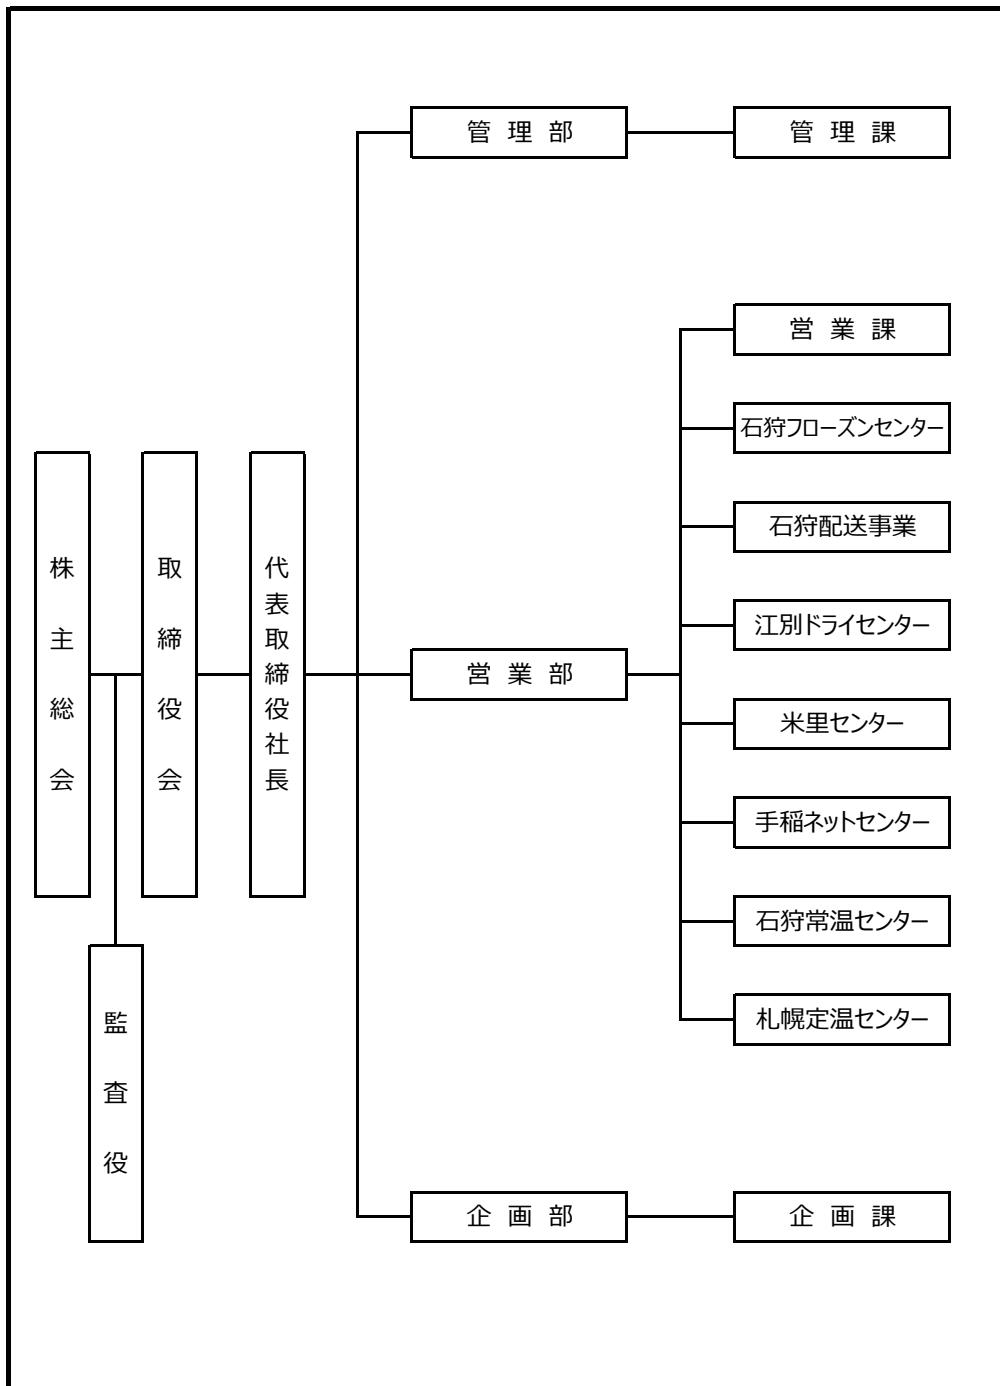 株主総会
監査役
取締役会
代表取締役社長
管理部
管理課
営業部
営業課
石狩フローズンセンター
石狩配送事業
江別ドライセンター
米里センター
手稲ネットセンター
石狩常温センター
札幌定温センター
企画部
企画課